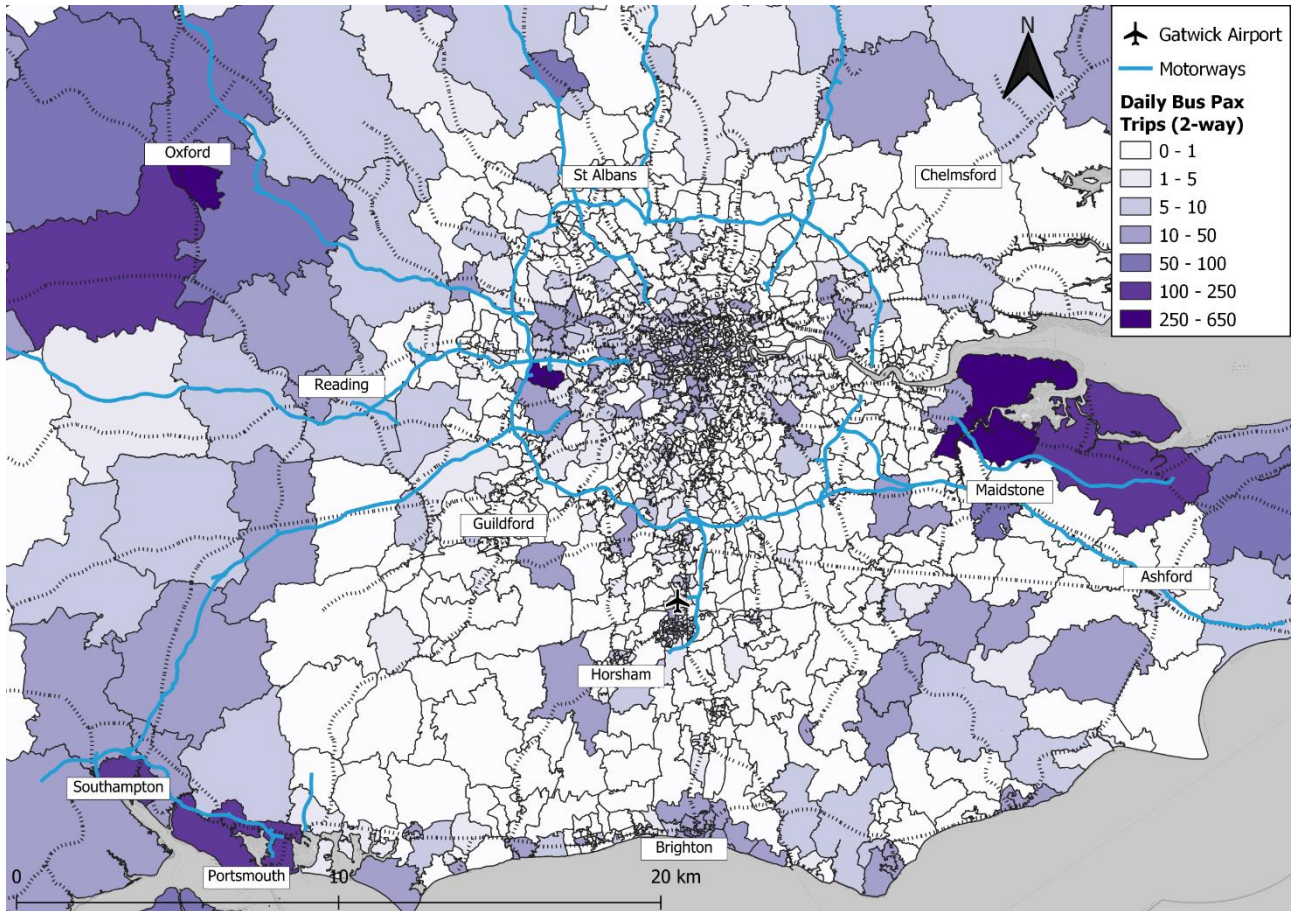 N
Gatwick Airport
Motorways
Daily Bus Pax
Trips (2-way)
0 - 1
1 - 5
5 - 10
10 - 50
50 - 100
100 - 250
250 - 650
Oxford
St Albans
Chelmsford
Reading
Maidstone
Guildford
Ashford
Horsham
Southampton
Brighton
Portsmouth
0
10
20 km